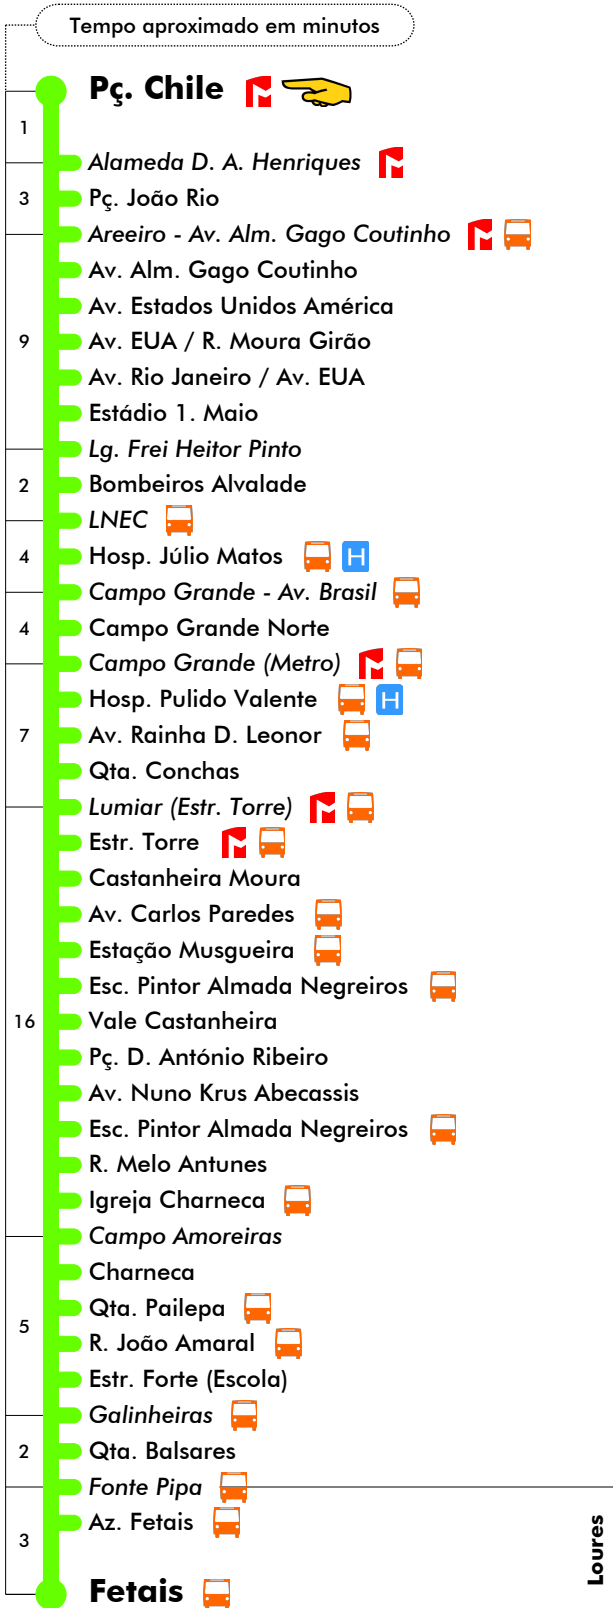 Tempo aproximado em minutos
Pç. Chile
1
Alameda D. A. Henriques
3
Pç. João Rio
Areeiro - Av. Alm. Gago Coutinho
Av. Alm. Gago Coutinho
Av. Estados Unidos América
9
Av. EUA / R. Moura Girão
Av. Rio Janeiro / Av. EUA
Estádio 1. Maio
Lg. Frei Heitor Pinto
2
Bombeiros Alvalade
LNEC
4
Hosp. Júlio Matos
H
Campo Grande - Av. Brasil
4
Campo Grande Norte
Campo Grande (Metro)
Hosp. Pulido Valente
H
7
Av. Rainha D. Leonor
Qta. Conchas
Lumiar (Estr. Torre)
Estr. Torre
Castanheira Moura
Av. Carlos Paredes
Estação Musgueira
Esc. Pintor Almada Negreiros
16
Vale Castanheira
Pç. D. António Ribeiro
Av. Nuno Krus Abecassis
Esc. Pintor Almada Negreiros
R. Melo Antunes
Igreja Charneca
Campo Amoreiras
Charneca
Qta. Pailepa
5
R. João Amaral
Estr. Forte (Escola)
Galinheiras
2
Qta. Balsares
Fonte Pipa
Az. Fetais
3
Loures
Fetais